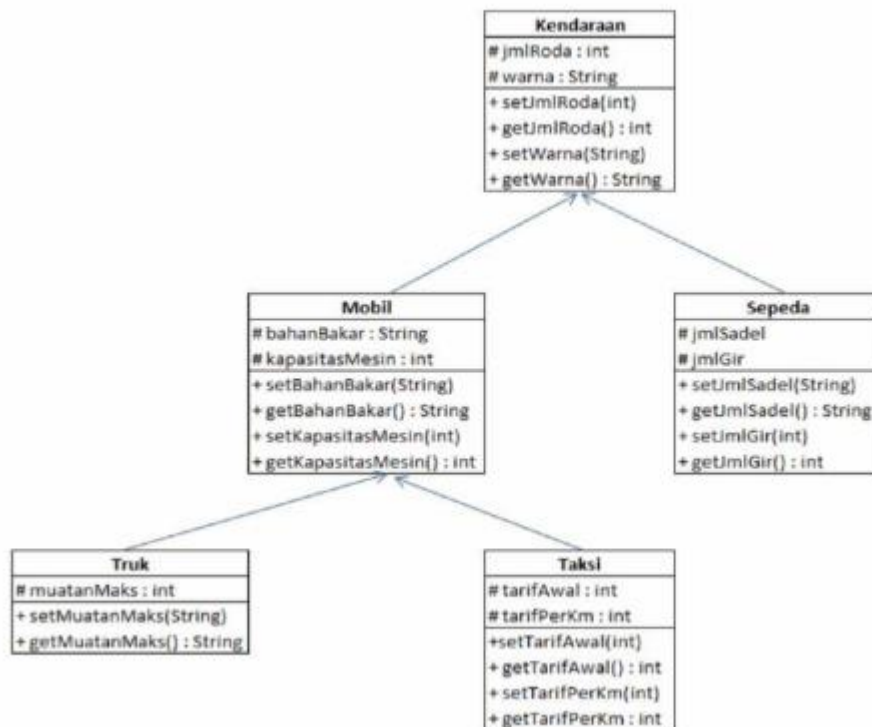 Kendaraan
# jmlRoda : int
# warna : String
+ setJmlRoda(int)
+ getJmlRoda() : int
+ setWarna(String)
+ getWarna() : String
Mobil
# bahanBakar : String
# kapasitasMesin : int
+ setBahanBakar(String)
+ getBahanBakar() : String
+ setKapasitasMesin(int)
+ getKapasitasMesin() : int
Sepeda
# jmlSadel
# jmlGir
+ setJmlSadel(String)
+ getJmlSadel() : String
+ setJmlGir(int)
+ getJmlGir() : int
Truk
# muatanMaks : int
+ setMuatanMaks(String)
+ getMuatanMaks() : String
Taksi
# tarifAwal : int
# tarifPerKm : int
+setTarifAwal(int)
+ getTarifAwal() : int
+ setTarifPerKm(int)
+ getTarifPerKm : int